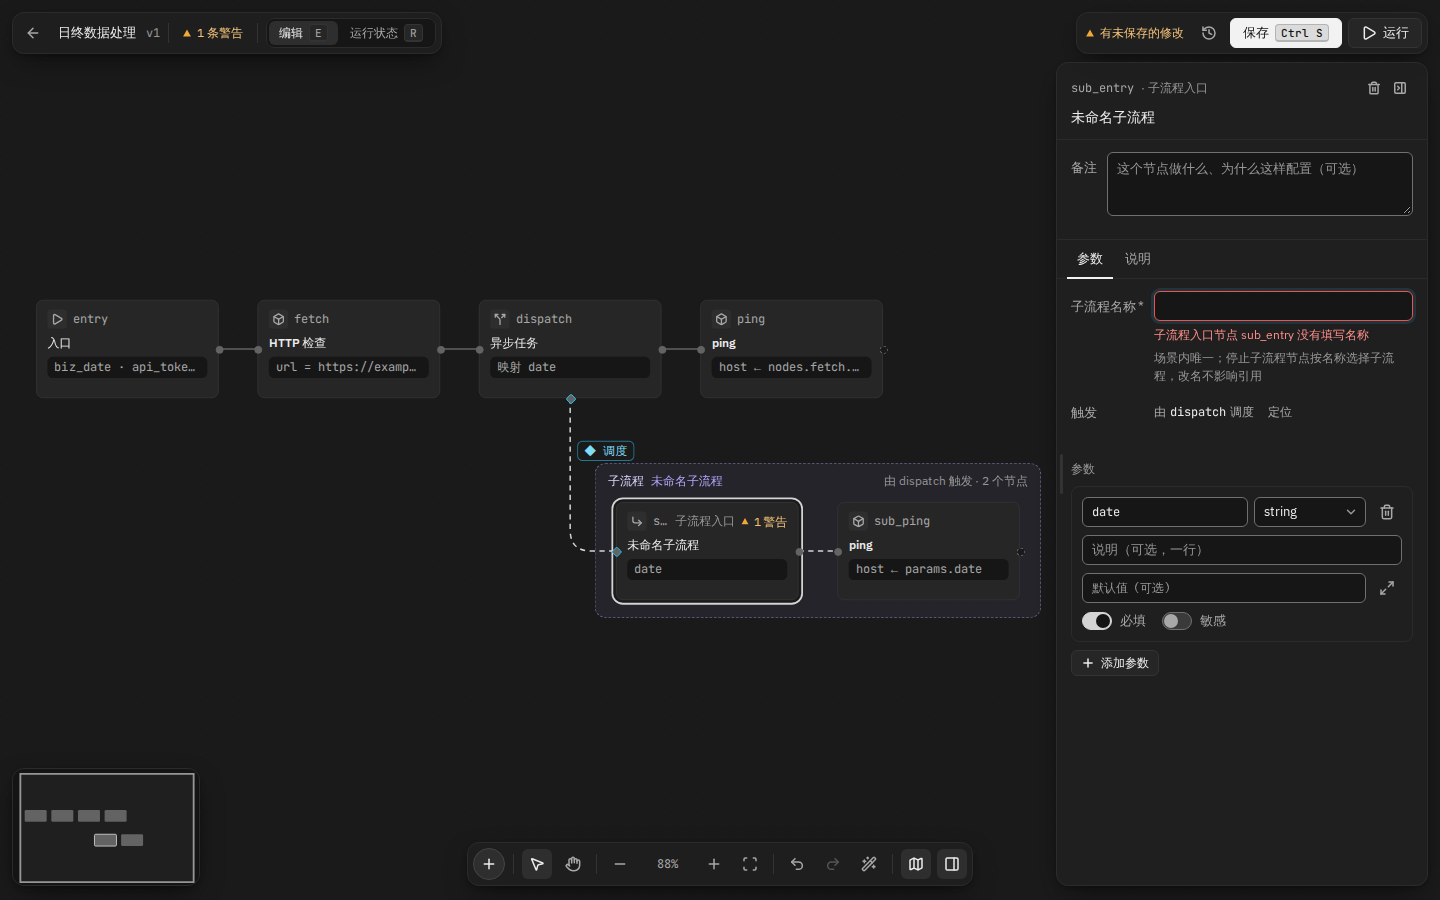 日终数据处理 v1 1 条警告 编辑 E 运行状态 R
有未保存的修改 保存 Ctrl S 运行
sub_entry · 子流程入口
未命名子流程
备注 这个节点做什么、为什么这样配置（可选）
参数 说明
子流程名称*
子流程入口节点 sub_entry 没有填写名称
场景内唯一；停止子流程节点按名称选择子流
程，改名不影响引用
触发 由 dispatch 调度 定位
参数
date string
说明（可选，一行）
默认值（可选）
必填 敏感
添加参数
entry
入口
biz_date · api_toke…
fetch
HTTP 检查
url = https://examp…
dispatch
异步任务
映射 date
ping
ping
host ← nodes.fetch.…
调度
子流程 未命名子流程 由 dispatch 触发 · 2 个节点
s… 子流程入口 1 警告
未命名子流程
date
sub_ping
ping
host ← params.date
88%